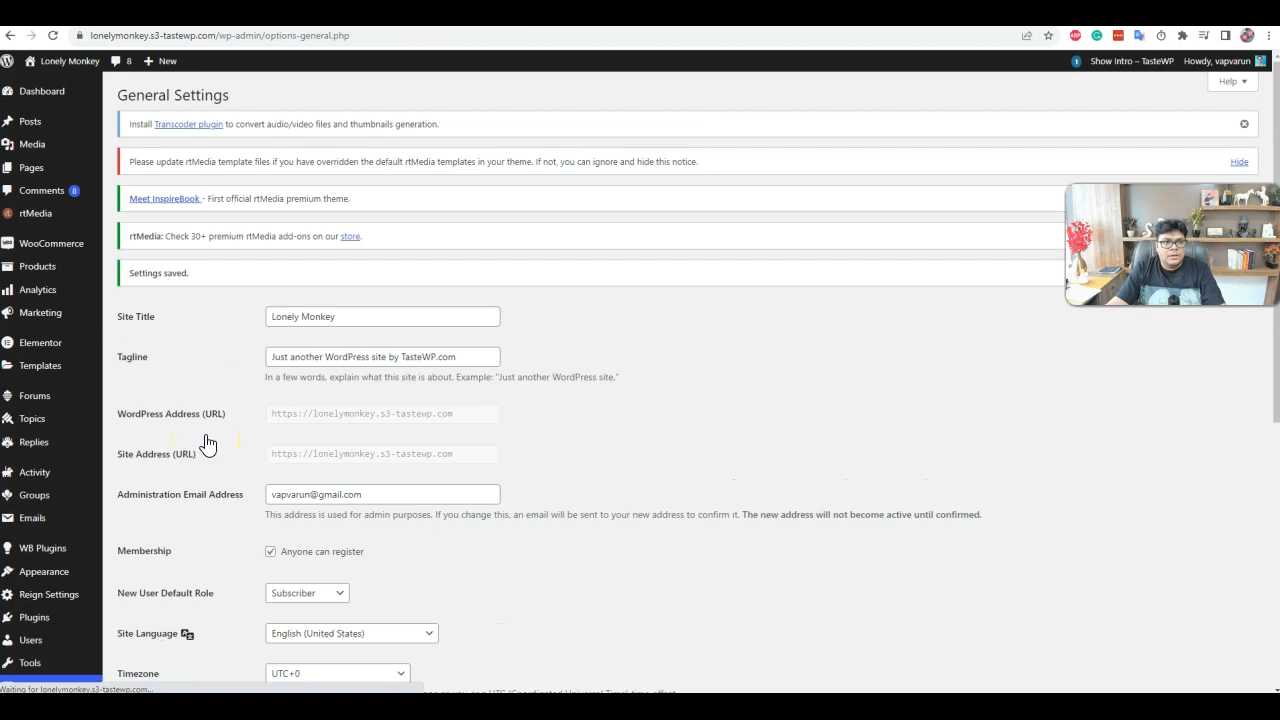 lonelymonkey.s3-tastewp.com/wp-admin/options-general.php
Lonely Monkey 8 New
1 Show Intro – TasteWP Howdy, vapvarun
Dashboard
Posts
Media
Pages
Comments 8
rtMedia
WooCommerce
Products
Analytics
Marketing
Elementor
Templates
Forums
Topics
Replies
Activity
Groups
Emails
WB Plugins
Appearance
Reign Settings
Plugins
Users
Tools
Help
General Settings
Install Transcoder plugin to convert audio/video files and thumbnails generation.
Please update rtMedia template files if you have overridden the default rtMedia templates in your theme. If not, you can ignore and hide this notice. Hide
Meet InspireBook - First official rtMedia premium theme.
rtMedia: Check 30+ premium rtMedia add-ons on our store.
Settings saved.
Site Title Lonely Monkey
Tagline Just another WordPress site by TasteWP.com
In a few words, explain what this site is about. Example: “Just another WordPress site.”
WordPress Address (URL) https://lonelymonkey.s3-tastewp.com
Site Address (URL) https://lonelymonkey.s3-tastewp.com
Administration Email Address vapvarun@gmail.com
This address is used for admin purposes. If you change this, an email will be sent to your new address to confirm it. The new address will not become active until confirmed.
Membership Anyone can register
New User Default Role Subscriber
Site Language English (United States)
Timezone UTC+0
Waiting for lonelymonkey.s3-tastewp.com...